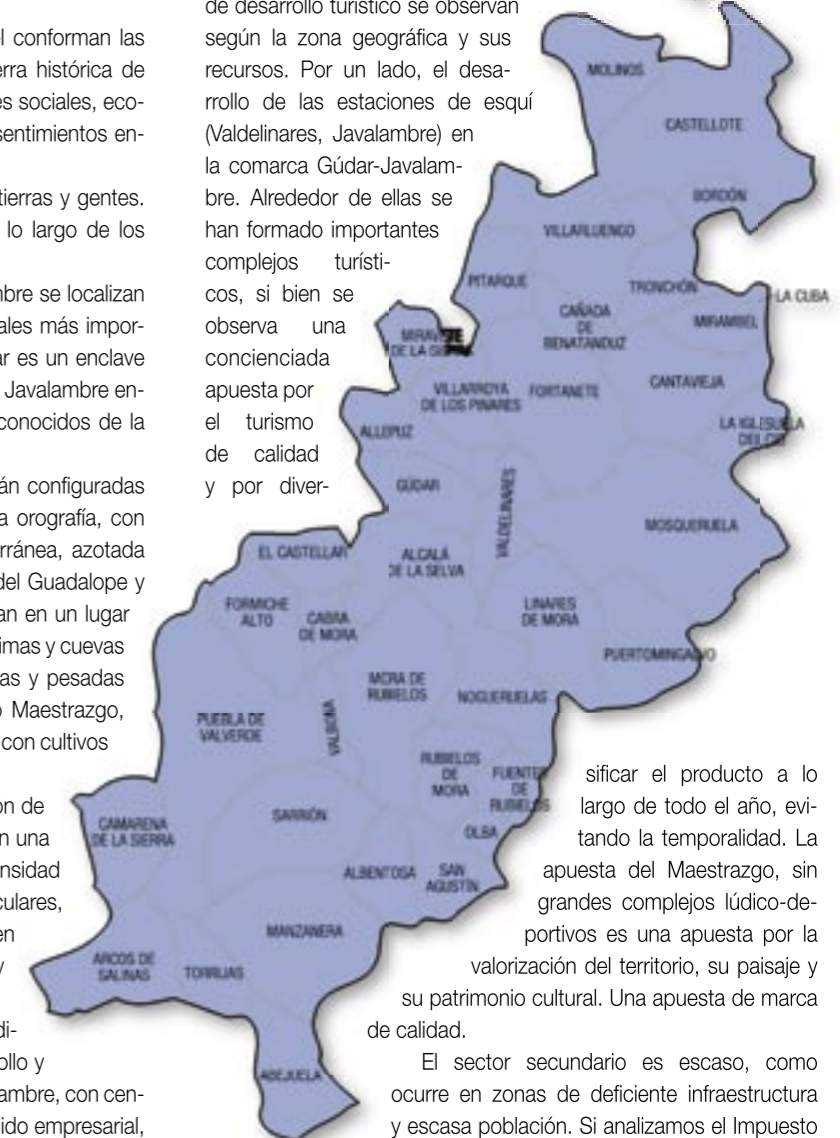 el conforman las
erra histórica de
es sociales, eco-
sentimientos en-
tierras y gentes.
lo largo de los
mbre se localizan
ales más impor-
ar es un enclave
Javalambre en-
conocidos de la
án configuradas
a orografía, con
rránea, azotada
del Guadalope y
an en un lugar
imas y cuevas
as y pesadas
o Maestrazgo,
con cultivos
ón de
n una
nsidad
culares,
en
y
di-
ollo y
ambre, con cen-
ido empresarial,
de desarrollo turístico se observan
según la zona geográfica y sus
recursos. Por un lado, el desa-
rrollo de las estaciones de esquí
(Valdelinares, Javalambre) en
la comarca Gúdar-Javalam-
bre. Alrededor de ellas se
han formado importantes
complejos turísti-
cos, si bien se
observa una
concienciada
apuesta por
el turismo
de calidad
y por diver-
sificar el producto a lo
largo de todo el año, evi-
tando la temporalidad. La
apuesta del Maestrazgo, sin
grandes complejos lúdico-de-
portivos es una apuesta por la
valorización del territorio, su paisaje y
su patrimonio cultural. Una apuesta de marca
de calidad.
El sector secundario es escaso, como
ocurre en zonas de deficiente infraestructura
y escasa población. Si analizamos el Impuesto
MOLINOS
CASTELLOTE
BORDÓN
VILLARLUENGO
PITARQUE
TRONCHÓN
LA CUBA
CAÑADA
DE
BENATANDUZ
MIRAMBEL
DE LA SIERRA
VILLARROYA
DE LOS PINARES
FORTANETE
CANTAVIEJA
ALLEPUZ
LA IGLESUELA
DEL CID
GÚDAR
VALDELINARES
MOSQUERUELA
EL CASTELLAR
ALCALÁ
DE LA SELVA
FORMICHE
ALTO
CABRA
DE MORA
LINARES
DE MORA
PUERTOMINGALVO
MORA DE
RUBIELOS
NOGUERUELAS
PUEBLA DE
VALVERDE
VALBONA
RUBIELOS
DE
MORA
FUENTES
DE
RUBIELOS
CAMARENA
DE LA SIERRA
SARRIÓN
OLBA
ALBENTOSA
SAN
AGUSTÍN
MANZANERA
ARCOS DE
SALINAS
TORRIJAS
ABEJUELA